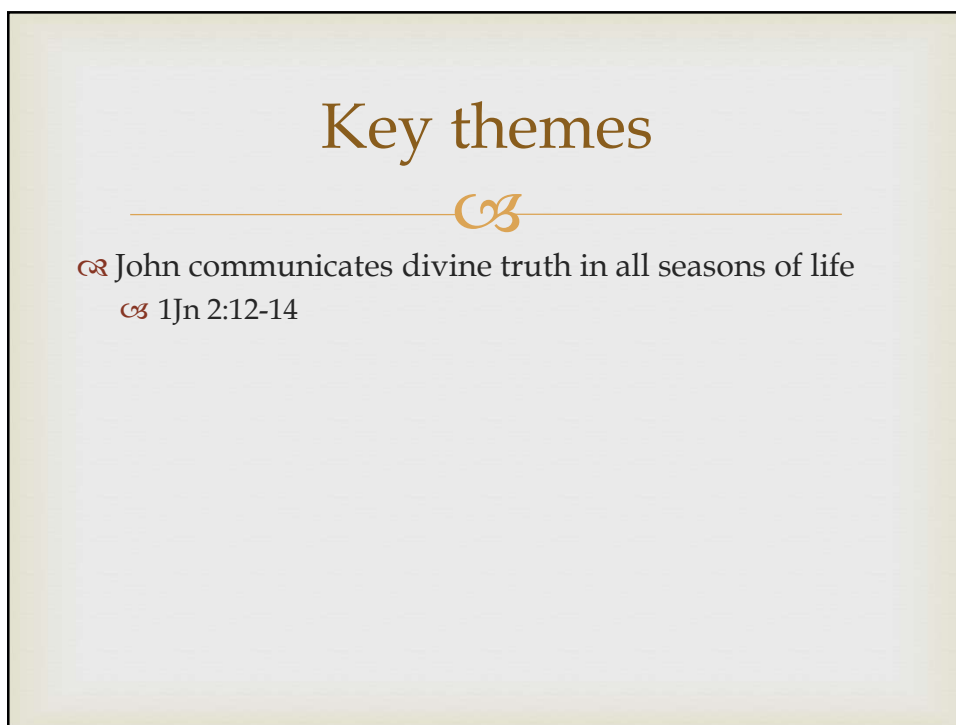 Key themes
John communicates divine truth in all seasons of life
1Jn 2:12-14